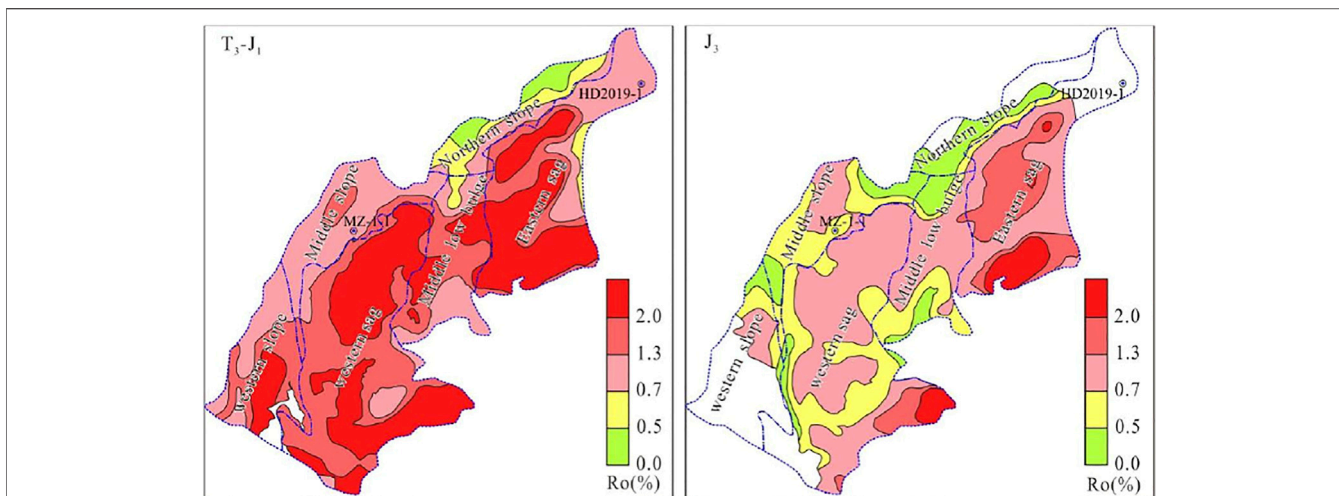 T3-J1
HD2019-1
Northern slope
Middle slope
MZ-1-1
Middle low bulge
Eastern sag
western sag
western slope
2.0
1.3
0.7
0.5
0.0
Ro(%)
J3
HD2019-1
Northern slope
Middle slope
MZ-1-1
Middle low bulge
Eastern sag
western sag
western slope
2.0
1.3
0.7
0.5
0.0
Ro(%)